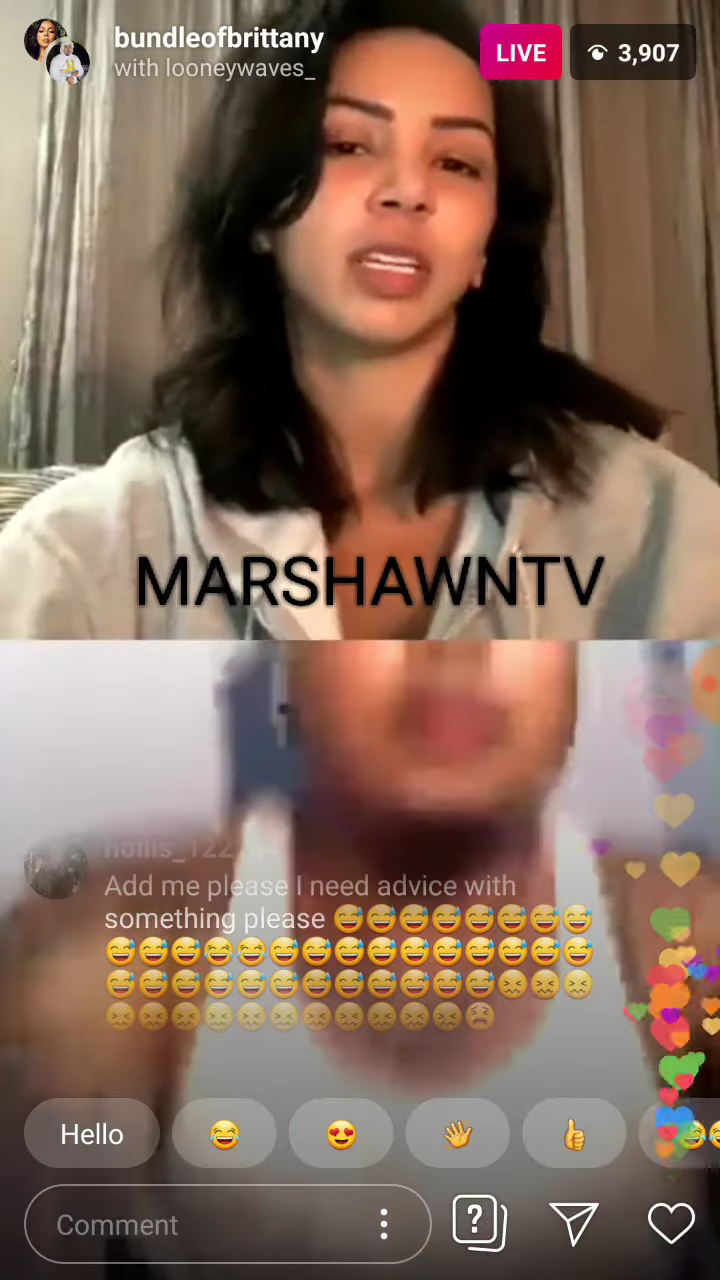 bundleofbrittany
with looneywaves_
LIVE
3,907
MARSHAWNTV
Add me please I need advice with
something please 😅😅😅😅😅😅😅😅
😅😅😅😂😂😅😅😅😅😅😅😅😅😅😅
😅😅😅😅😅😅😅😅😅😅😅😅😖😖😖
😖😖😖😖😖😖😖😖😖😖😖😫
Hello
Comment